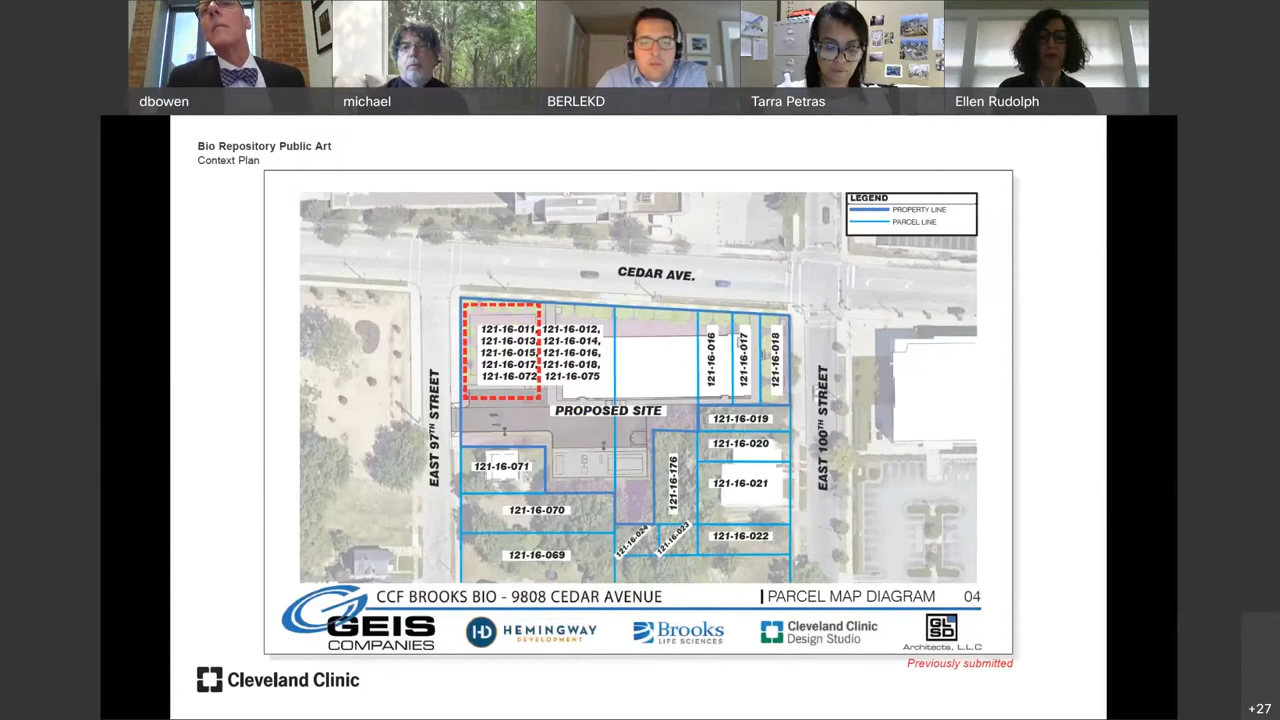 dbowen
michael
BERLEKD
Tarra Petras
Ellen Rudolph
Bio Repository Public Art
Context Plan
LEGEND
PROPERTY LINE
PARCEL LINE
CEDAR AVE.
121-16-011, 121-16-012,
121-16-013, 121-16-014,
121-16-015, 121-16-016,
121-16-017, 121-16-018,
121-16-072 121-16-075
121-16-016
121-16-017
121-16-018
EAST 97TH STREET
EAST 100TH STREET
PROPOSED SITE
121-16-019
121-16-020
121-16-071
121-16-176
121-16-021
121-16-070
121-16-024
121-16-023
121-16-022
121-16-069
CCF BROOKS BIO - 9808 CEDAR AVENUE
PARCEL MAP DIAGRAM 04
G
GEIS
COMPANIES
HD
HEMINGWAY
DEVELOPMENT
Brooks
LIFE SCIENCES
Cleveland Clinic
Design Studio
GL
SD
Architects, L.L.C
Previously submitted
Cleveland Clinic
+27